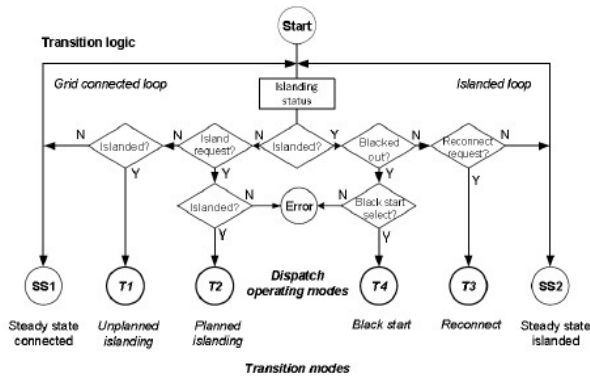 Start
Transition logic
Grid connected loop
Islanded loop
Islanding
status
N
Islanded?
N
Island
request?
N
Islanded?
Y
Blacked
out?
N
Reconnect
request?
N
Y
Y
Y
Y
Islanded?
N
Error
N
Black start
select?
Y
Y
SS1
T1
T2
Dispatch
operating modes
T4
T3
SS2
Steady state
connected
Unplanned
islanding
Planned
islanding
Black start
Reconnect
Steady state
islanded
Transition modes